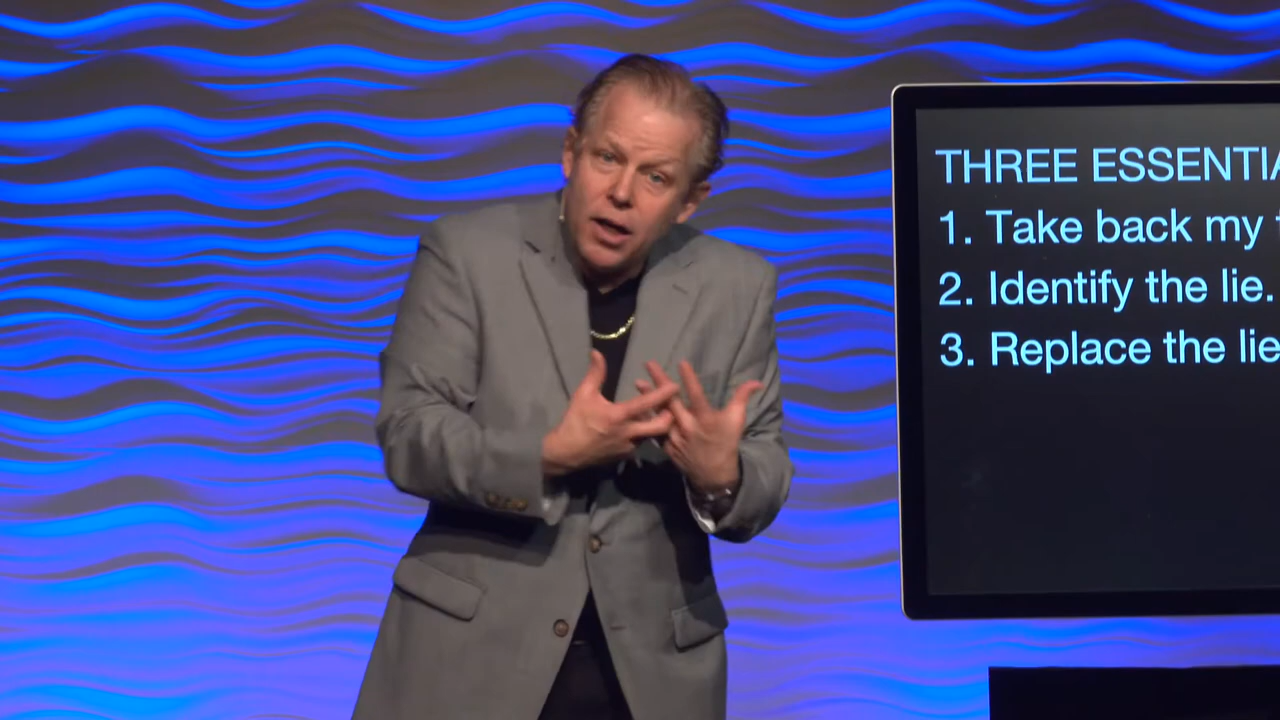 THREE ESSENTIA
1. Take back my
2. Identify the lie.
3. Replace the lie